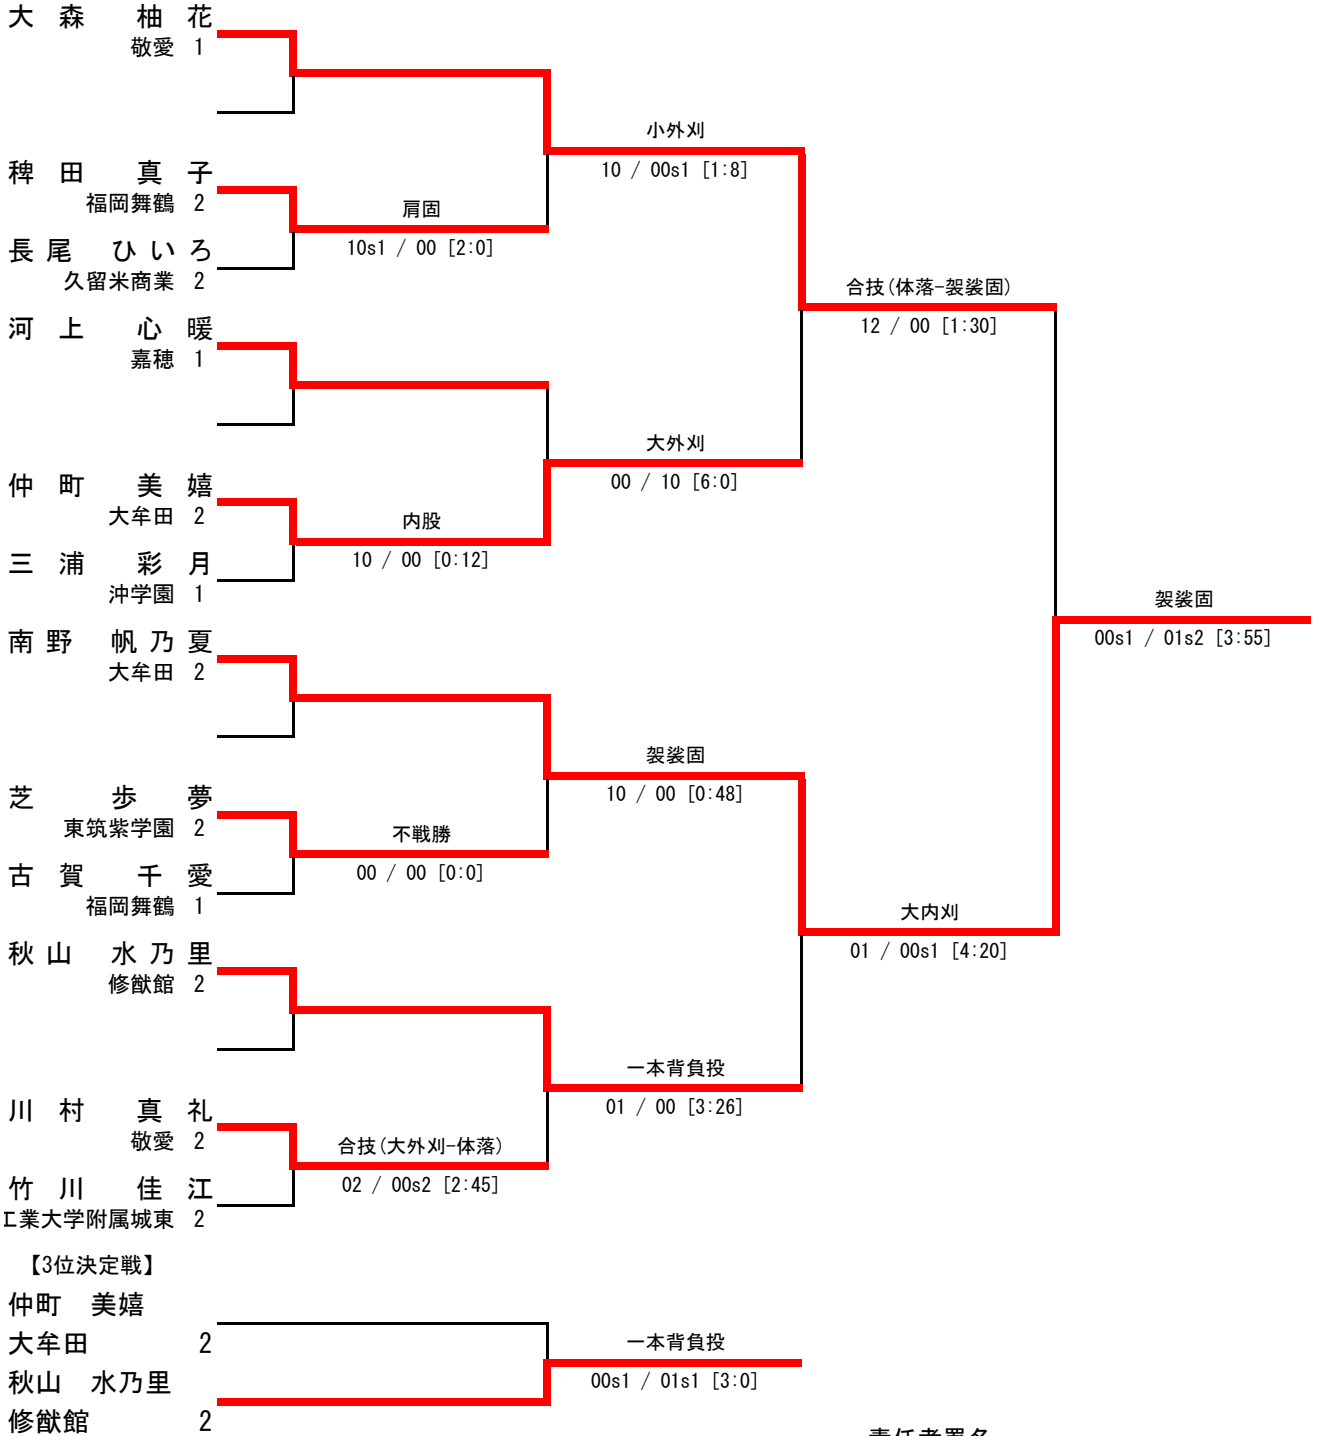 大森 柚花
敬愛 1
小外刈
10 / 00s1 [1:8]
稗田 真子
福岡舞鶴 2
肩固
10s1 / 00 [2:0]
長尾 ひいろ
久留米商業 2
合技(体落-袈裟固)
12 / 00 [1:30]
河上 心暖
嘉穂 1
大外刈
00 / 10 [6:0]
仲町 美嬉
大牟田 2
内股
10 / 00 [0:12]
三浦 彩月
沖学園 1
袈裟固
00s1 / 01s2 [3:55]
南野 帆乃夏
大牟田 2
袈裟固
10 / 00 [0:48]
芝 歩夢
東筑紫学園 2
不戦勝
00 / 00 [0:0]
古賀 千愛
福岡舞鶴 1
大内刈
01 / 00s1 [4:20]
秋山 水乃里
修猷館 2
一本背負投
01 / 00 [3:26]
川村 真礼
敬愛 2
合技(大外刈-体落)
02 / 00s2 [2:45]
竹川 佳江
工業大学附属城東 2
【3位決定戦】
仲町 美嬉
大牟田 2
一本背負投
00s1 / 01s1 [3:0]
秋山 水乃里
修猷館 2
責任者署名